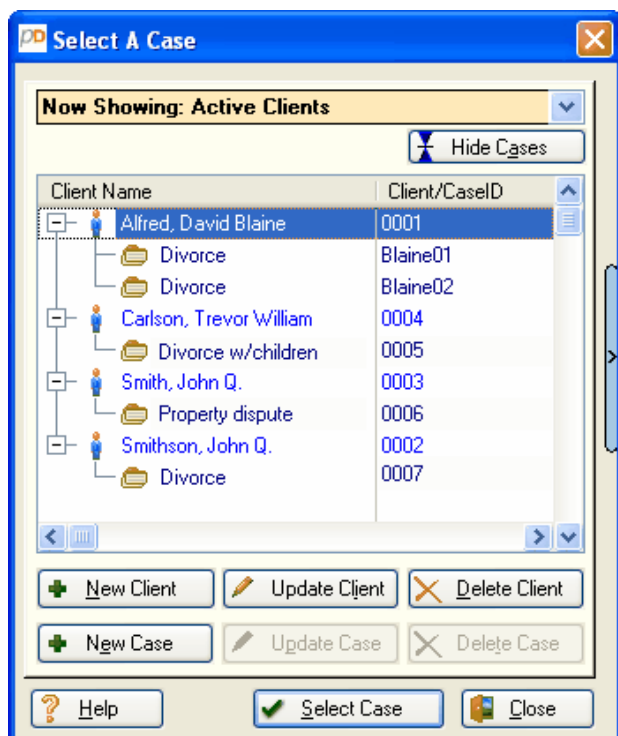 PD Select A Case
Now Showing: Active Clients
Hide Cases
Client Name Client/CaseID
Alfred, David Blaine 0001
Divorce Blaine01
Divorce Blaine02
Carlson, Trevor William 0004
Divorce w/children 0005
Smith, John Q. 0003
Property dispute 0006
Smithson, John Q. 0002
Divorce 0007
New Client Update Client Delete Client
New Case Update Case Delete Case
Help Select Case Close